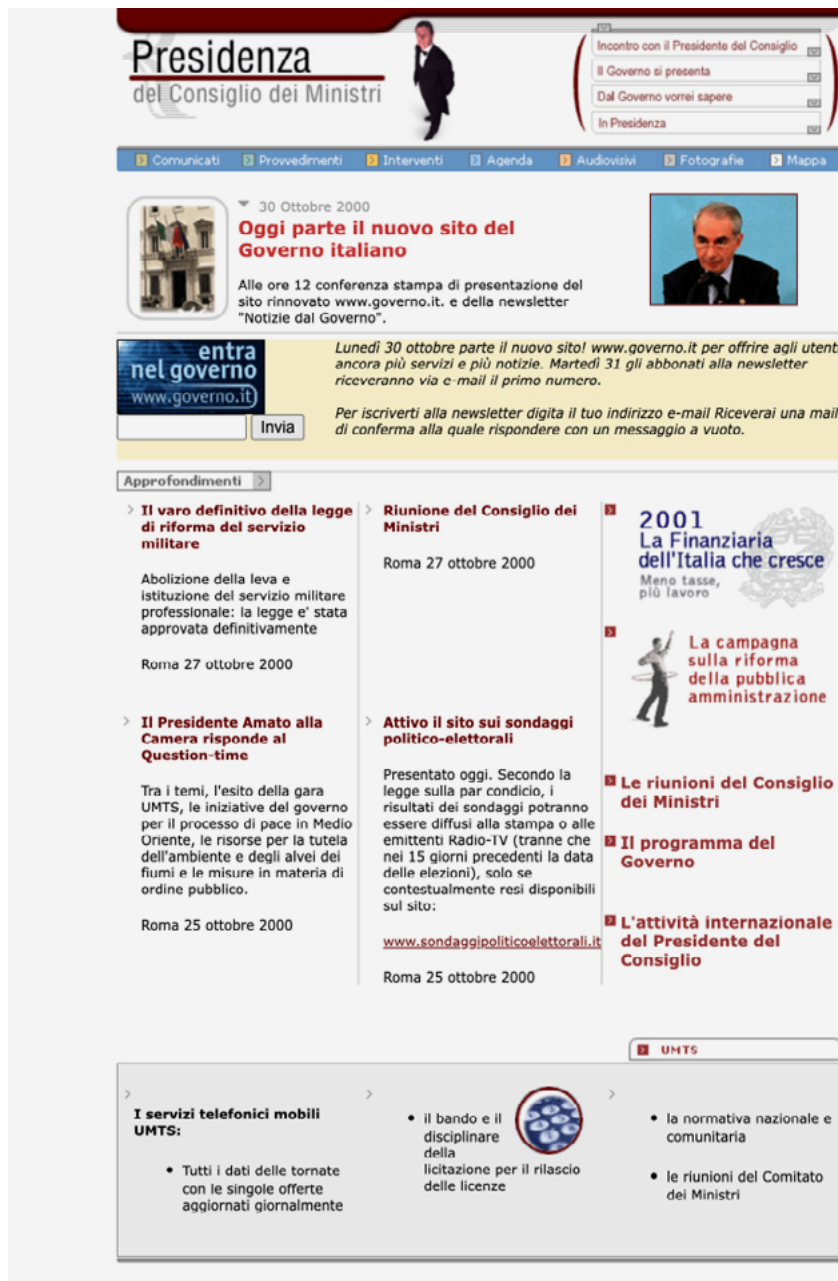 Presidenza
del Consiglio dei Ministri
Incontro con il Presidente del Consiglio
Il Governo si presenta
Dal Governo vorrei sapere
In Presidenza
Comunicati Provvedimenti Interventi Agenda Audiovisivi Fotografie Mappa
30 Ottobre 2000
Oggi parte il nuovo sito del
Governo italiano
Alle ore 12 conferenza stampa di presentazione del
sito rinnovato www.governo.it. e della newsletter
"Notizie dal Governo".
entra
nel governo
www.governo.it
Invia
Lunedì 30 ottobre parte il nuovo sito! www.governo.it per offrire agli utenti
ancora più servizi e più notizie. Martedì 31 gli abbonati alla newsletter
riceveranno via e-mail il primo numero.
Per iscriverti alla newsletter digita il tuo indirizzo e-mail Riceverai una mail
di conferma alla quale rispondere con un messaggio a vuoto.
Approfondimenti
Il varo definitivo della legge
di riforma del servizio
militare
Abolizione della leva e
istituzione del servizio militare
professionale: la legge e' stata
approvata definitivamente
Roma 27 ottobre 2000
Riunione del Consiglio dei
Ministri
Roma 27 ottobre 2000
2001
La Finanziaria
dell'Italia che cresce
Meno tasse,
più lavoro
La campagna
sulla riforma
della pubblica
amministrazione
Il Presidente Amato alla
Camera risponde al
Question-time
Tra i temi, l'esito della gara
UMTS, le iniziative del governo
per il processo di pace in Medio
Oriente, le risorse per la tutela
dell'ambiente e degli alvei dei
fiumi e le misure in materia di
ordine pubblico.
Roma 25 ottobre 2000
Attivo il sito sui sondaggi
politico-elettorali
Presentato oggi. Secondo la
legge sulla par condicio, i
risultati dei sondaggi potranno
essere diffusi alla stampa o alle
emittenti Radio-TV (tranne che
nei 15 giorni precedenti la data
delle elezioni), solo se
contestualmente resi disponibili
sul sito:
www.sondaggipoliticoelettorali.it
Roma 25 ottobre 2000
Le riunioni del Consiglio
dei Ministri
Il programma del
Governo
L'attività internazionale
del Presidente del
Consiglio
UMTS
I servizi telefonici mobili
UMTS:
• Tutti i dati delle tornate
con le singole offerte
aggiornati giornalmente
• il bando e il
disciplinare
della
licitazione per il rilascio
delle licenze
• la normativa nazionale e
comunitaria
• le riunioni del Comitato
dei Ministri